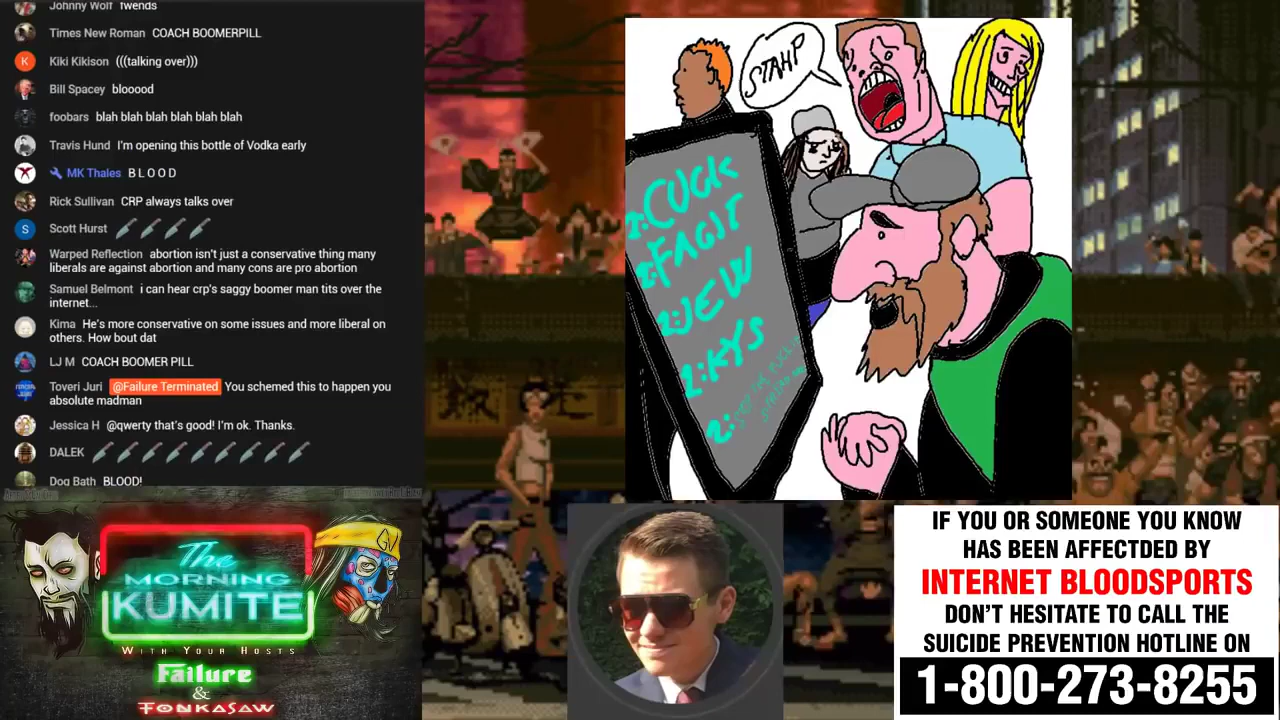 Johnny Wolf fwends
Times New Roman COACH BOOMERPILL
K Kiki Kikison (((talking over)))
Bill Spacey blooood
forbars blah blah blah blah blah blah
Travis Hunt I'm opening this bottle of Vodka early
MK Thales B L O O D
Rick Sullivan CRP always talks over
S Scott Hurst
Warped Reflection abortion isn't just a conservative thing many
liberals are against abortion and many cons are pro abortion
Samuel Belmont i can hear crp's saggy boomer man tits over the
internet...
Kima He's more conservative on some issues and more liberal on
others. How bout dat
LJ M COACH BOOMER PILL
Toveri Juri @Failure Terminated You schemed this to happen you
absolute madman
Jessica H @qwerty that's good! I'm ok. Thanks.
DALEK
Dog Bath BLOOD!
The
MORNING
KUMITE
WITH YOUR HOSTS
Failure
&
TONKASAW
STAHP
1:CUCK
2:FAGIT
2:JEW
2:KYS
2:
IF YOU OR SOMEONE YOU KNOW
HAS BEEN AFFECTDED BY
INTERNET BLOODSPORTS
DON'T HESITATE TO CALL THE
SUICIDE PREVENTION HOTLINE ON
1-800-273-8255